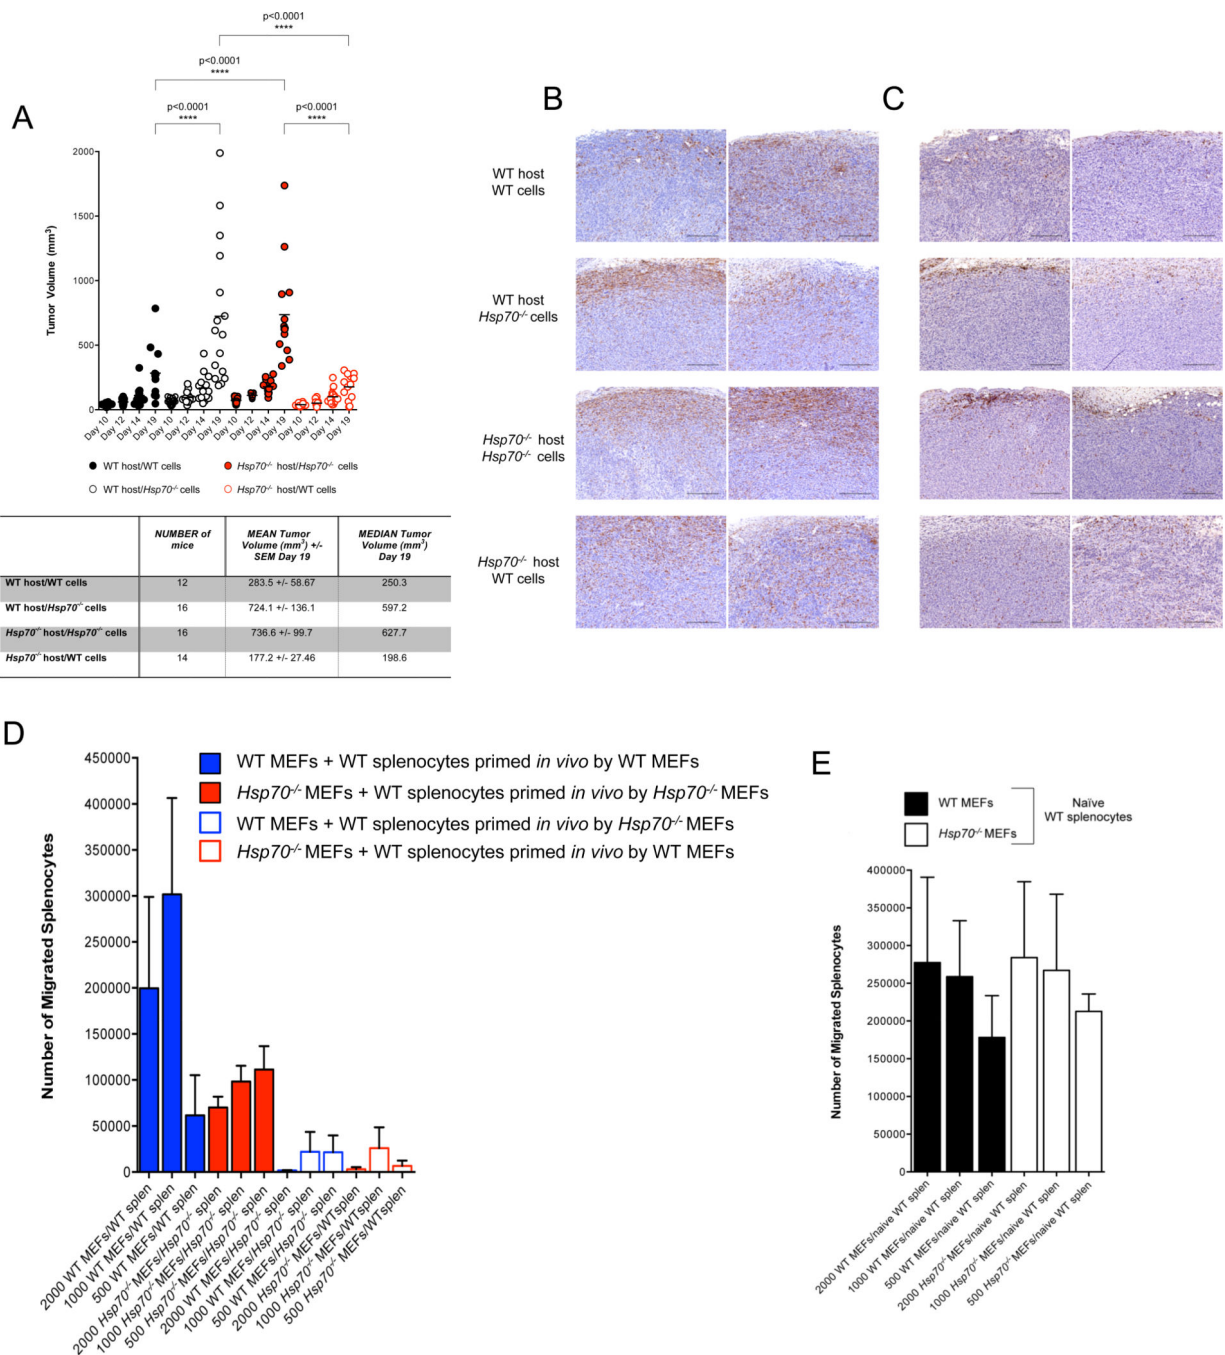 p<0.0001
****
p<0.0001
****
p<0.0001
****
p<0.0001
****
A
Tumor Volume (mm³)
2000
1500
1000
500
0
Day 10
Day 12
Day 14
Day 19
Day 10
Day 12
Day 14
Day 19
Day 10
Day 12
Day 14
Day 19
Day 10
Day 12
Day 14
Day 19
WT host/WT cells
Hsp70-/- host/Hsp70-/- cells
WT host/Hsp70-/- cells
Hsp70-/- host/WT cells
NUMBER of mice
MEAN Tumor Volume (mm³) +/- SEM Day 19
MEDIAN Tumor Volume (mm³) Day 19
WT host/WT cells 12 283.5 +/- 58.67 250.3
WT host/Hsp70-/- cells 16 724.1 +/- 136.1 597.2
Hsp70-/- host/Hsp70-/- cells 16 736.6 +/- 99.7 627.7
Hsp70-/- host/WT cells 14 177.2 +/- 27.46 198.6
B
C
WT host
WT cells
WT host
Hsp70-/- cells
Hsp70-/- host
Hsp70-/- cells
Hsp70-/- host
WT cells
D
WT MEFs + WT splenocytes primed in vivo by WT MEFs
Hsp70-/- MEFs + WT splenocytes primed in vivo by Hsp70-/- MEFs
WT MEFs + WT splenocytes primed in vivo by Hsp70-/- MEFs
Hsp70-/- MEFs + WT splenocytes primed in vivo by WT MEFs
Number of Migrated Splenocytes
450000
400000
350000
300000
250000
200000
150000
100000
50000
0
2000 WT MEFs/WT splen
1000 WT MEFs/WT splen
500 WT MEFs/WT splen
2000 Hsp70-/- MEFs/Hsp70-/- splen
1000 Hsp70-/- MEFs/Hsp70-/- splen
500 Hsp70-/- MEFs/Hsp70-/- splen
2000 WT MEFs/Hsp70-/- splen
1000 WT MEFs/Hsp70-/- splen
500 WT MEFs/Hsp70-/- splen
2000 Hsp70-/- MEFs/WTsplen
1000 Hsp70-/- MEFs/WTsplen
500 Hsp70-/- MEFs/WTsplen
E
WT MEFs
Hsp70-/- MEFs
Naïve
WT splenocytes
Number of Migrated Splenocytes
400000
350000
300000
250000
200000
150000
100000
50000
0
2000 WT MEFs/naive WT splen
1000 WT MEFs/naive WT splen
500 WT MEFs/naive WT splen
2000 Hsp70-/- MEFs/naive WT splen
1000 Hsp70-/- MEFs/naive WT splen
500 Hsp70-/- MEFs/naive WT splen